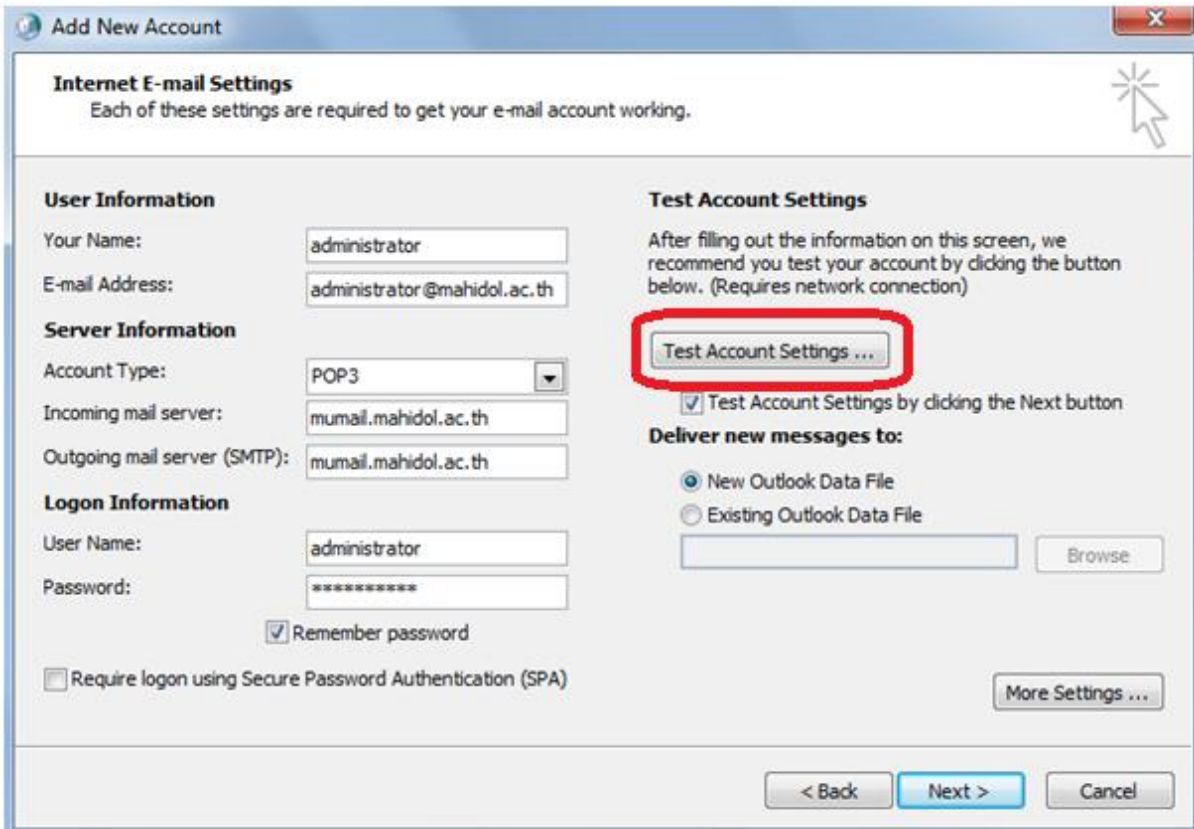 Add New Account
Internet E-mail Settings
Each of these settings are required to get your e-mail account working.
User Information
Your Name:
administrator
E-mail Address:
administrator@mahidol.ac.th
Server Information
Account Type:
POP3
Incoming mail server:
mumail.mahidol.ac.th
Outgoing mail server (SMTP):
mumail.mahidol.ac.th
Logon Information
User Name:
administrator
Password:
**********
Remember password
Require logon using Secure Password Authentication (SPA)
Test Account Settings
After filling out the information on this screen, we
recommend you test your account by clicking the button
below. (Requires network connection)
Test Account Settings ...
Test Account Settings by clicking the Next button
Deliver new messages to:
New Outlook Data File
Existing Outlook Data File
Browse
More Settings ...
< Back
Next >
Cancel